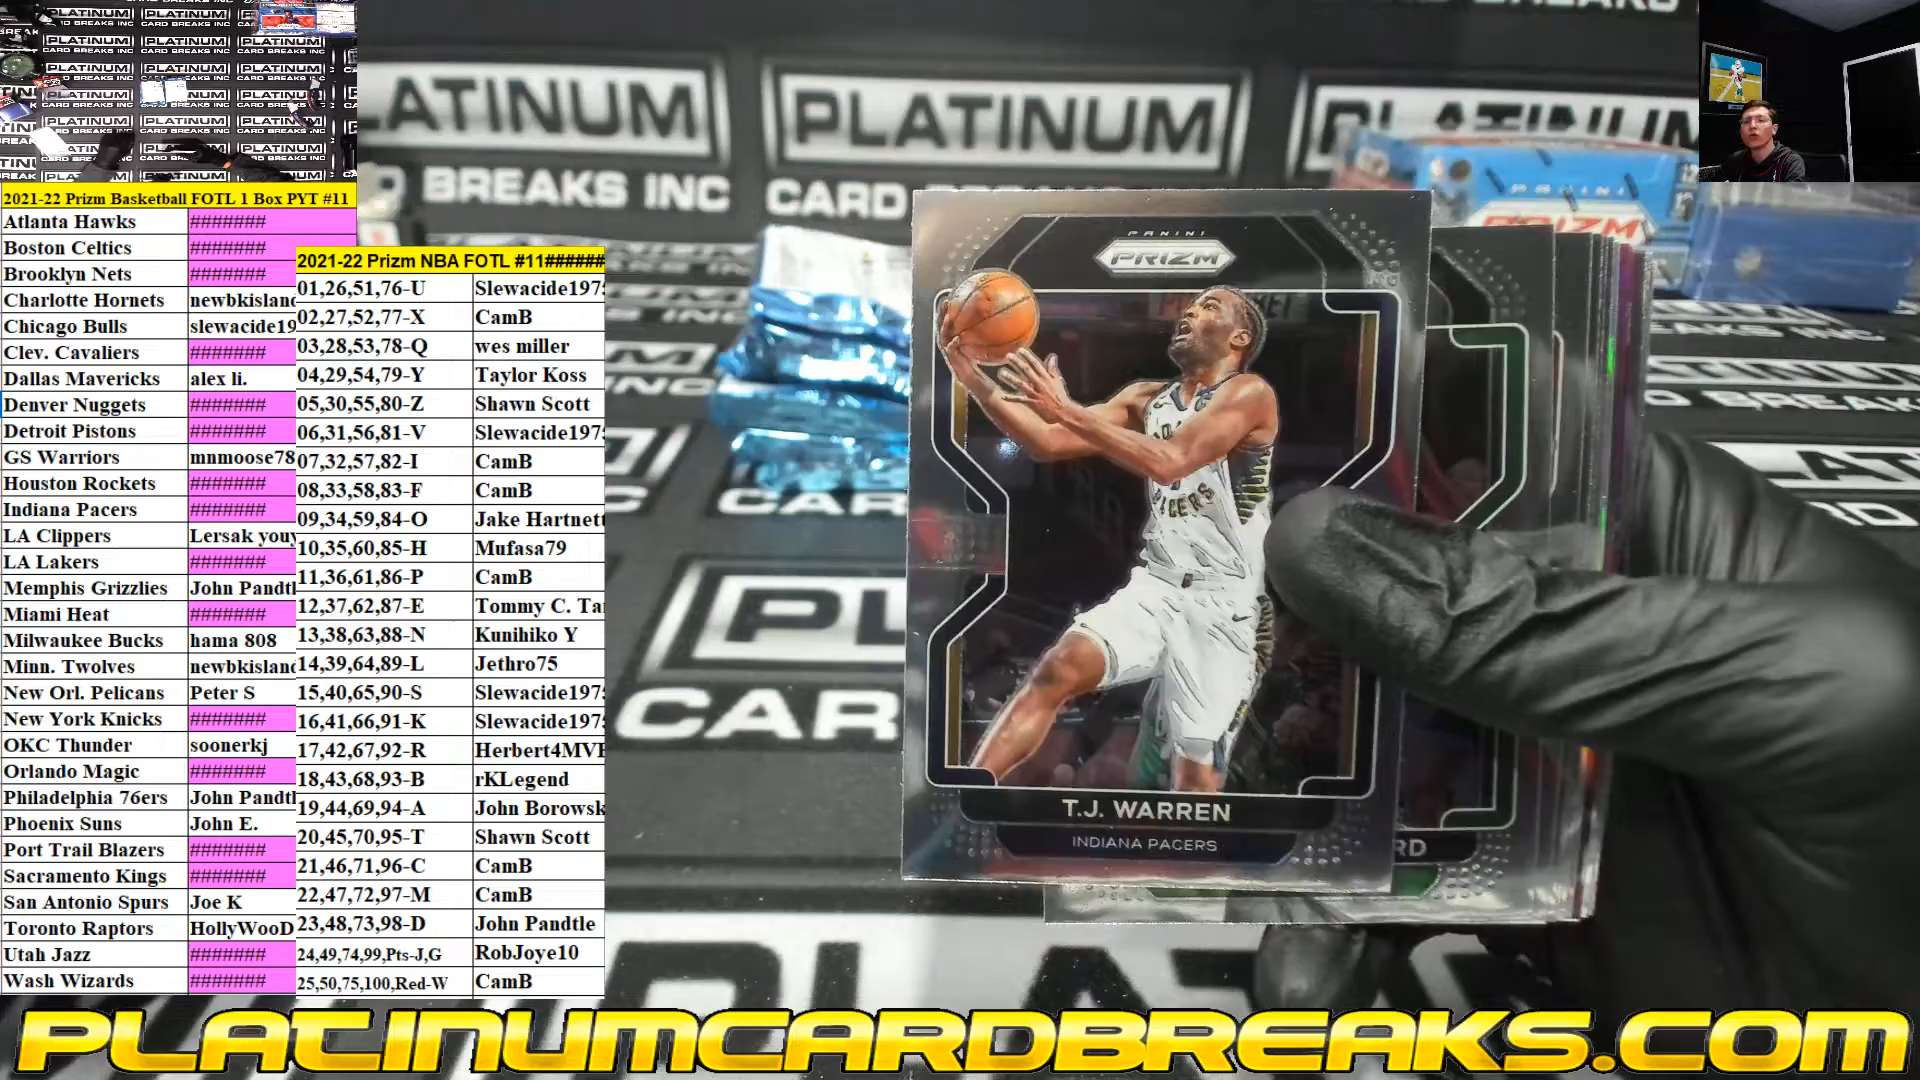 2021-22 Prizm Basketball FOTL 1 Box PYT #11
Atlanta Hawks #######
Boston Celtics #######
Brooklyn Nets #######
Charlotte Hornets newbkisland
Chicago Bulls slewacide19
Clev. Cavaliers #######
Dallas Mavericks alex li.
Denver Nuggets #######
Detroit Pistons #######
GS Warriors mnmoose78
Houston Rockets #######
Indiana Pacers #######
LA Clippers Lersak youy
LA Lakers #######
Memphis Grizzlies John Pandtl
Miami Heat #######
Milwaukee Bucks hama 808
Minn. Twolves newbkisland
New Orl. Pelicans Peter S
New York Knicks #######
OKC Thunder soonerkj
Orlando Magic #######
Philadelphia 76ers John Pandtl
Phoenix Suns John E.
Port Trail Blazers #######
Sacramento Kings #######
San Antonio Spurs Joe K
Toronto Raptors HollyWooD
Utah Jazz #######
Wash Wizards #######
2021-22 Prizm NBA FOTL #11######
01,26,51,76-U Slewacide197
02,27,52,77-X CamB
03,28,53,78-Q wes miller
04,29,54,79-Y Taylor Koss
05,30,55,80-Z Shawn Scott
06,31,56,81-V Slewacide197
07,32,57,82-I CamB
08,33,58,83-F CamB
09,34,59,84-O Jake Hartnett
10,35,60,85-H Mufasa79
11,36,61,86-P CamB
12,37,62,87-E Tommy C. Ta
13,38,63,88-N Kunihiko Y
14,39,64,89-L Jethro75
15,40,65,90-S Slewacide197
16,41,66,91-K Slewacide197
17,42,67,92-R Herbert4MV
18,43,68,93-B rKLegend
19,44,69,94-A John Borowsk
20,45,70,95-T Shawn Scott
21,46,71,96-C CamB
22,47,72,97-M CamB
23,48,73,98-D John Pandtle
24,49,74,99,Pts-J,G RobJoye10
25,50,75,100,Red-W CamB
PLATINUM
CARD BREAKS INC
PANINI
PRIZM
PACERS
T.J. WARREN
INDIANA PACERS
RD
PRIZM
PLATINUMCARDBREAKS.COM